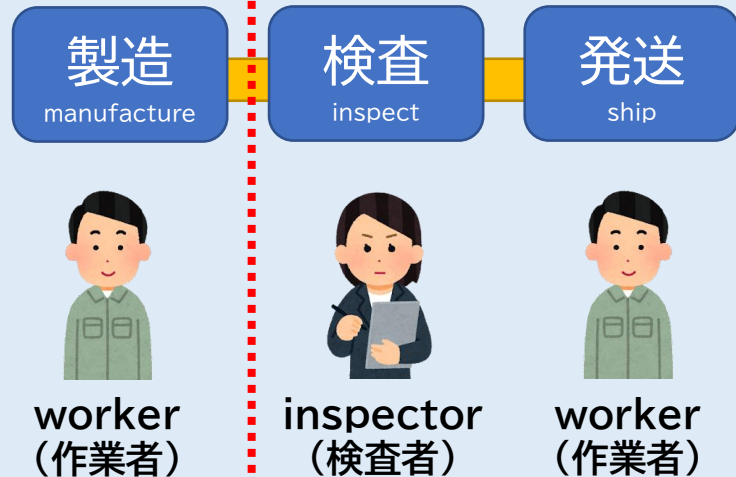 製造
manufacture
検査
inspect
発送
ship
worker
（作業者）
inspector
（検査者）
worker
（作業者）